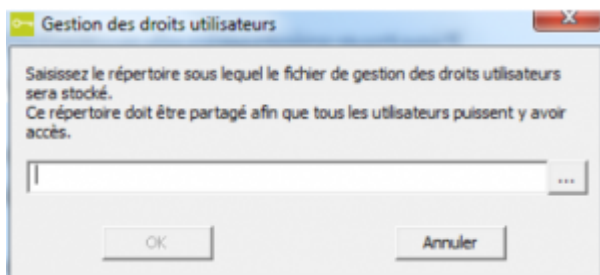 Gestion des droits utilisateurs
Saisissez le répertoire sous lequel le fichier de gestion des droits utilisateurs
sera stocké.
Ce répertoire doit être partagé afin que tous les utilisateurs puissent y avoir
accès.
...
OK
Annuler